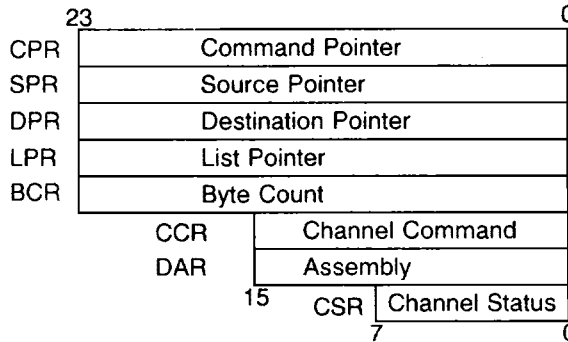 23 0
CPR Command Pointer
SPR Source Pointer
DPR Destination Pointer
LPR List Pointer
BCR Byte Count
CCR Channel Command
DAR Assembly
15 CSR Channel Status
7 0